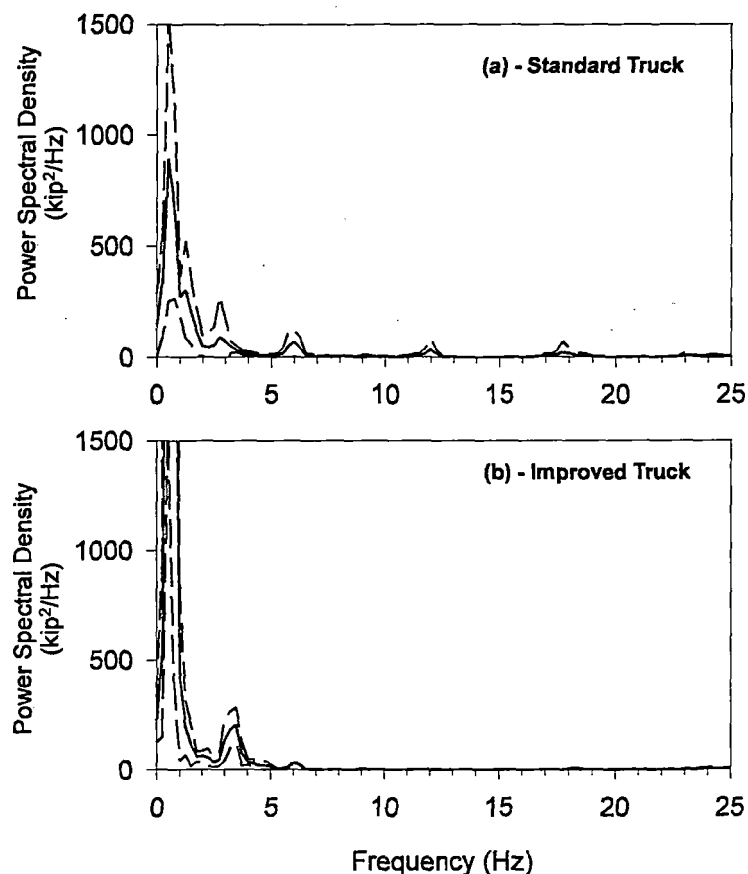 (a) - Standard Truck
Power Spectral Density
(kip²/Hz)
1500
1000
500
0
0 5 10 15 20 25
(b) - Improved Truck
Power Spectral Density
(kip²/Hz)
1500
1000
500
0
0 5 10 15 20 25
Frequency (Hz)